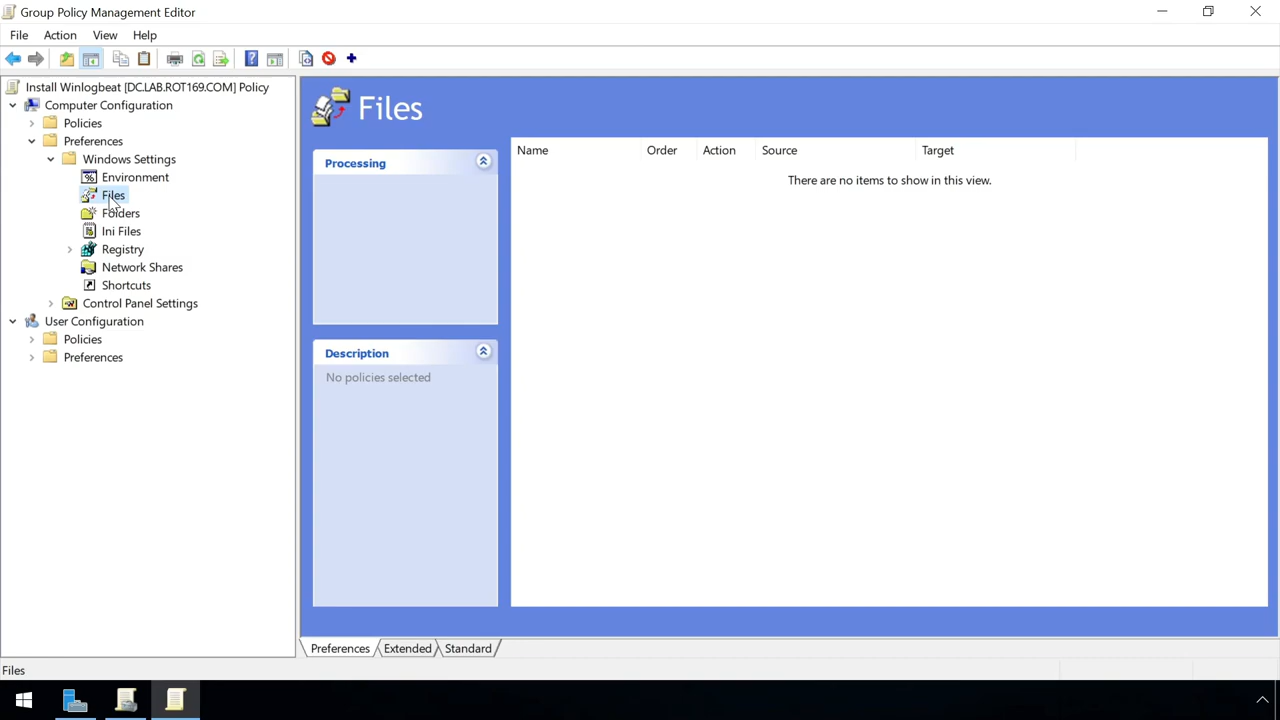 Group Policy Management Editor
File Action View Help
Install Winlogbeat [DC.LAB.ROT169.COM] Policy
Computer Configuration
Policies
Preferences
Windows Settings
Environment
Files
Folders
Ini Files
Registry
Network Shares
Shortcuts
Control Panel Settings
User Configuration
Policies
Preferences
Files
Processing
Description
No policies selected
Name Order Action Source Target
There are no items to show in this view.
Preferences Extended Standard
Files